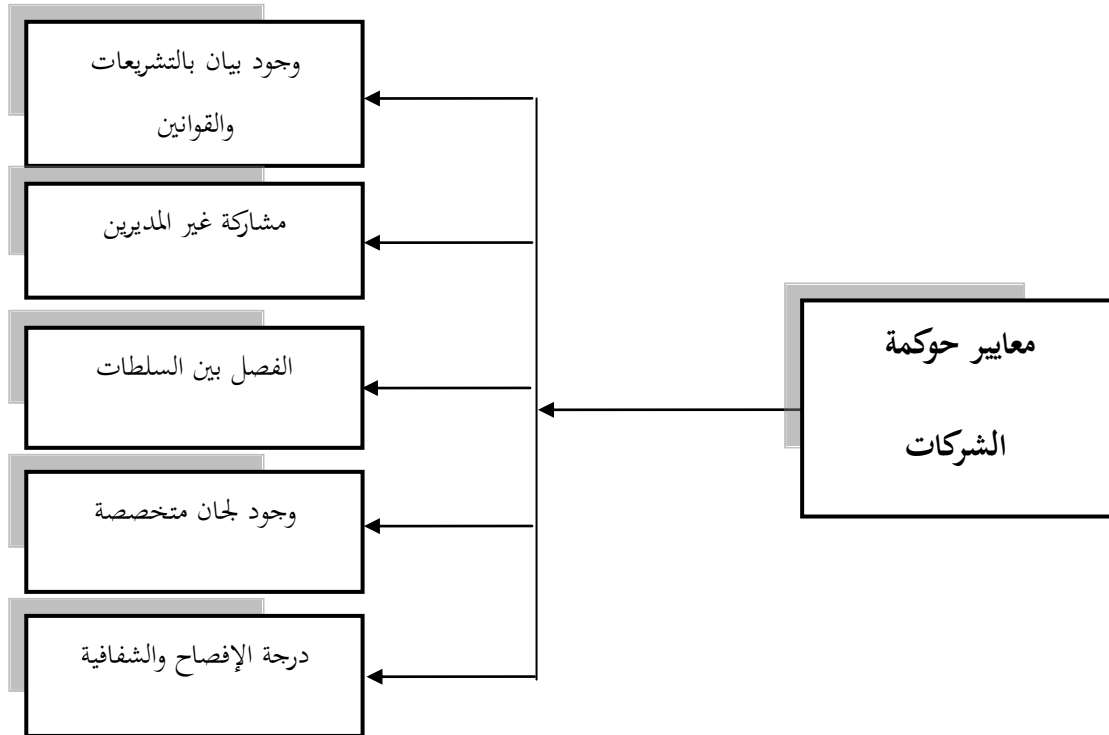 معايير حوكمة
الشركات
وجود بيان بالتشريعات
والقوانين
مشاركة غير المديرين
الفصل بين السلطات
وجود لجان متخصصة
درجة الإفصاح والشفافية